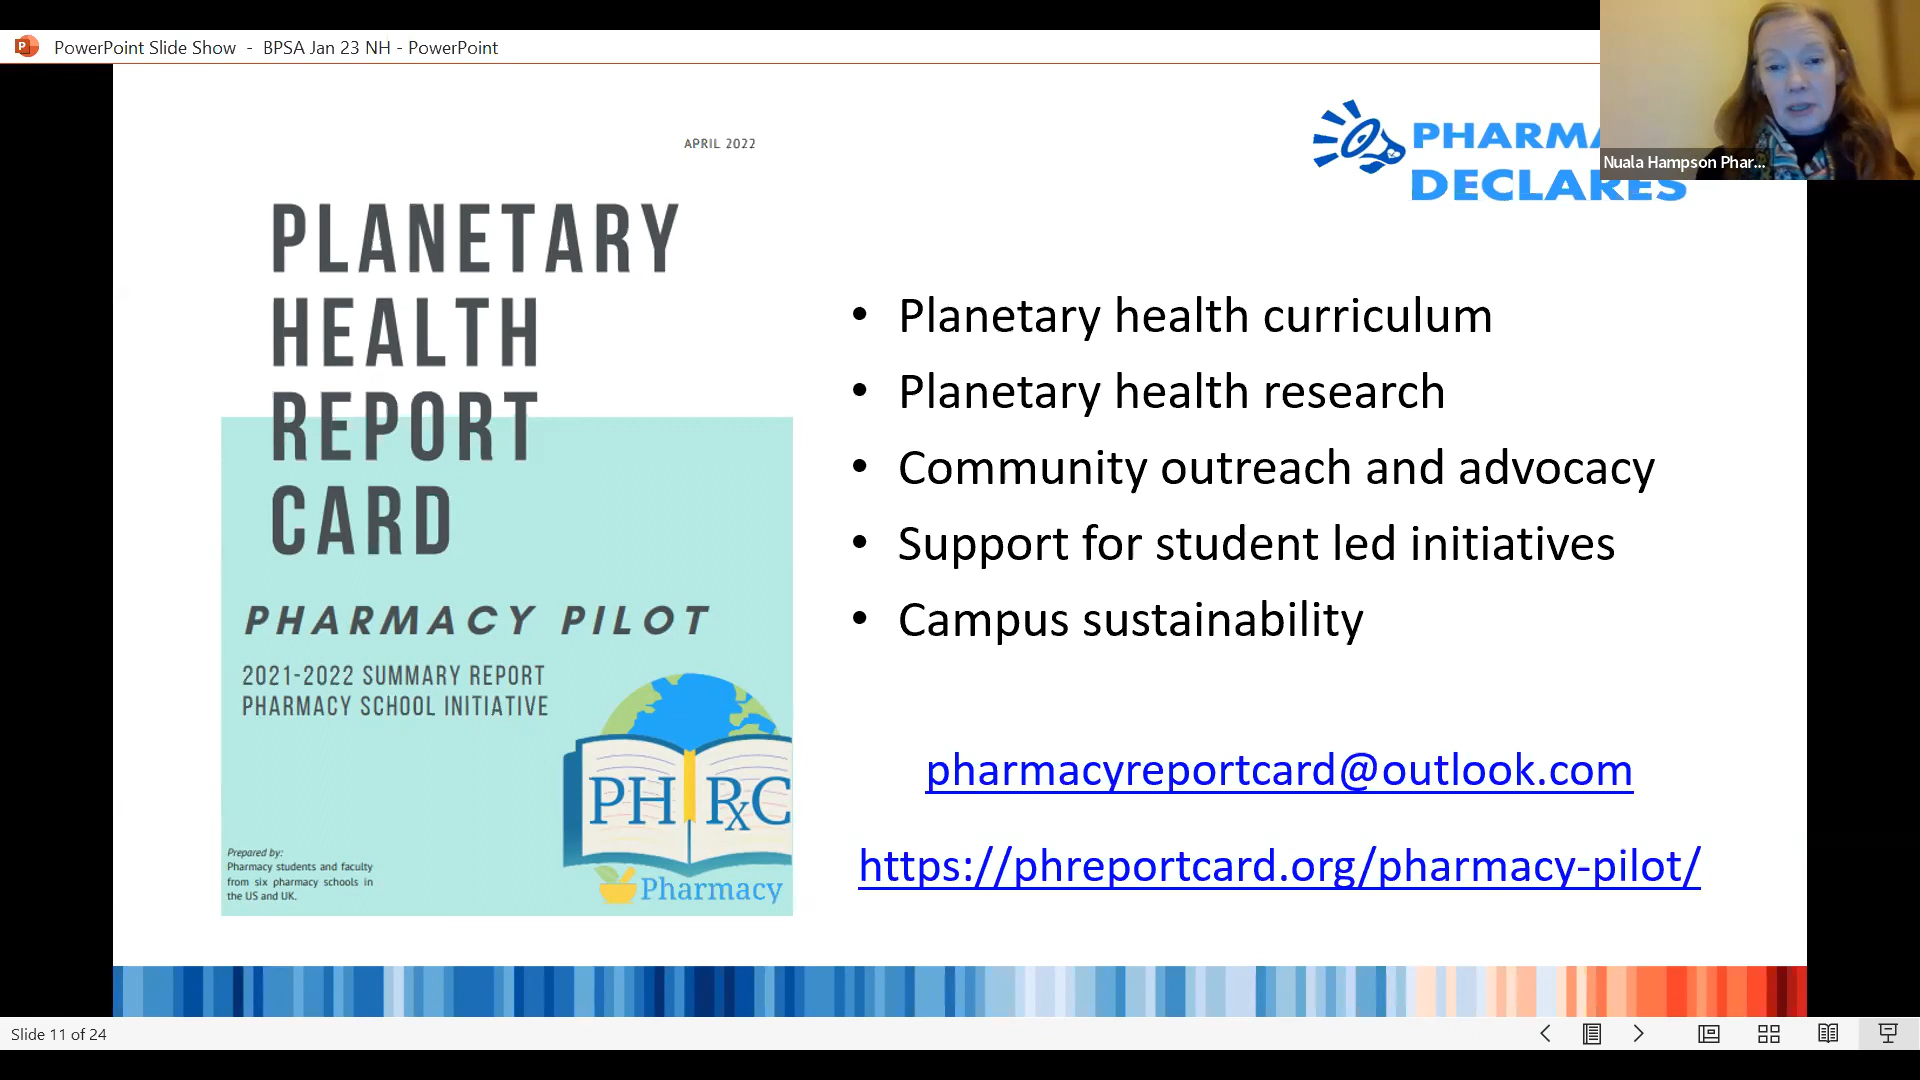 PowerPoint Slide Show - BPSA Jan 23 NH - PowerPoint
APRIL 2022
PLANETARY
HEALTH
REPORT
CARD
PHARMACY PILOT
2021-2022 SUMMARY REPORT
PHARMACY SCHOOL INITIATIVE
PH RxC
Pharmacy
Prepared by:
Pharmacy students and faculty
from six pharmacy schools in
the US and UK.
PHARMA
DECLARES
Nuala Hampson Phar...
• Planetary health curriculum
• Planetary health research
• Community outreach and advocacy
• Support for student led initiatives
• Campus sustainability
pharmacyreportcard@outlook.com
https://phreportcard.org/pharmacy-pilot/
Slide 11 of 24